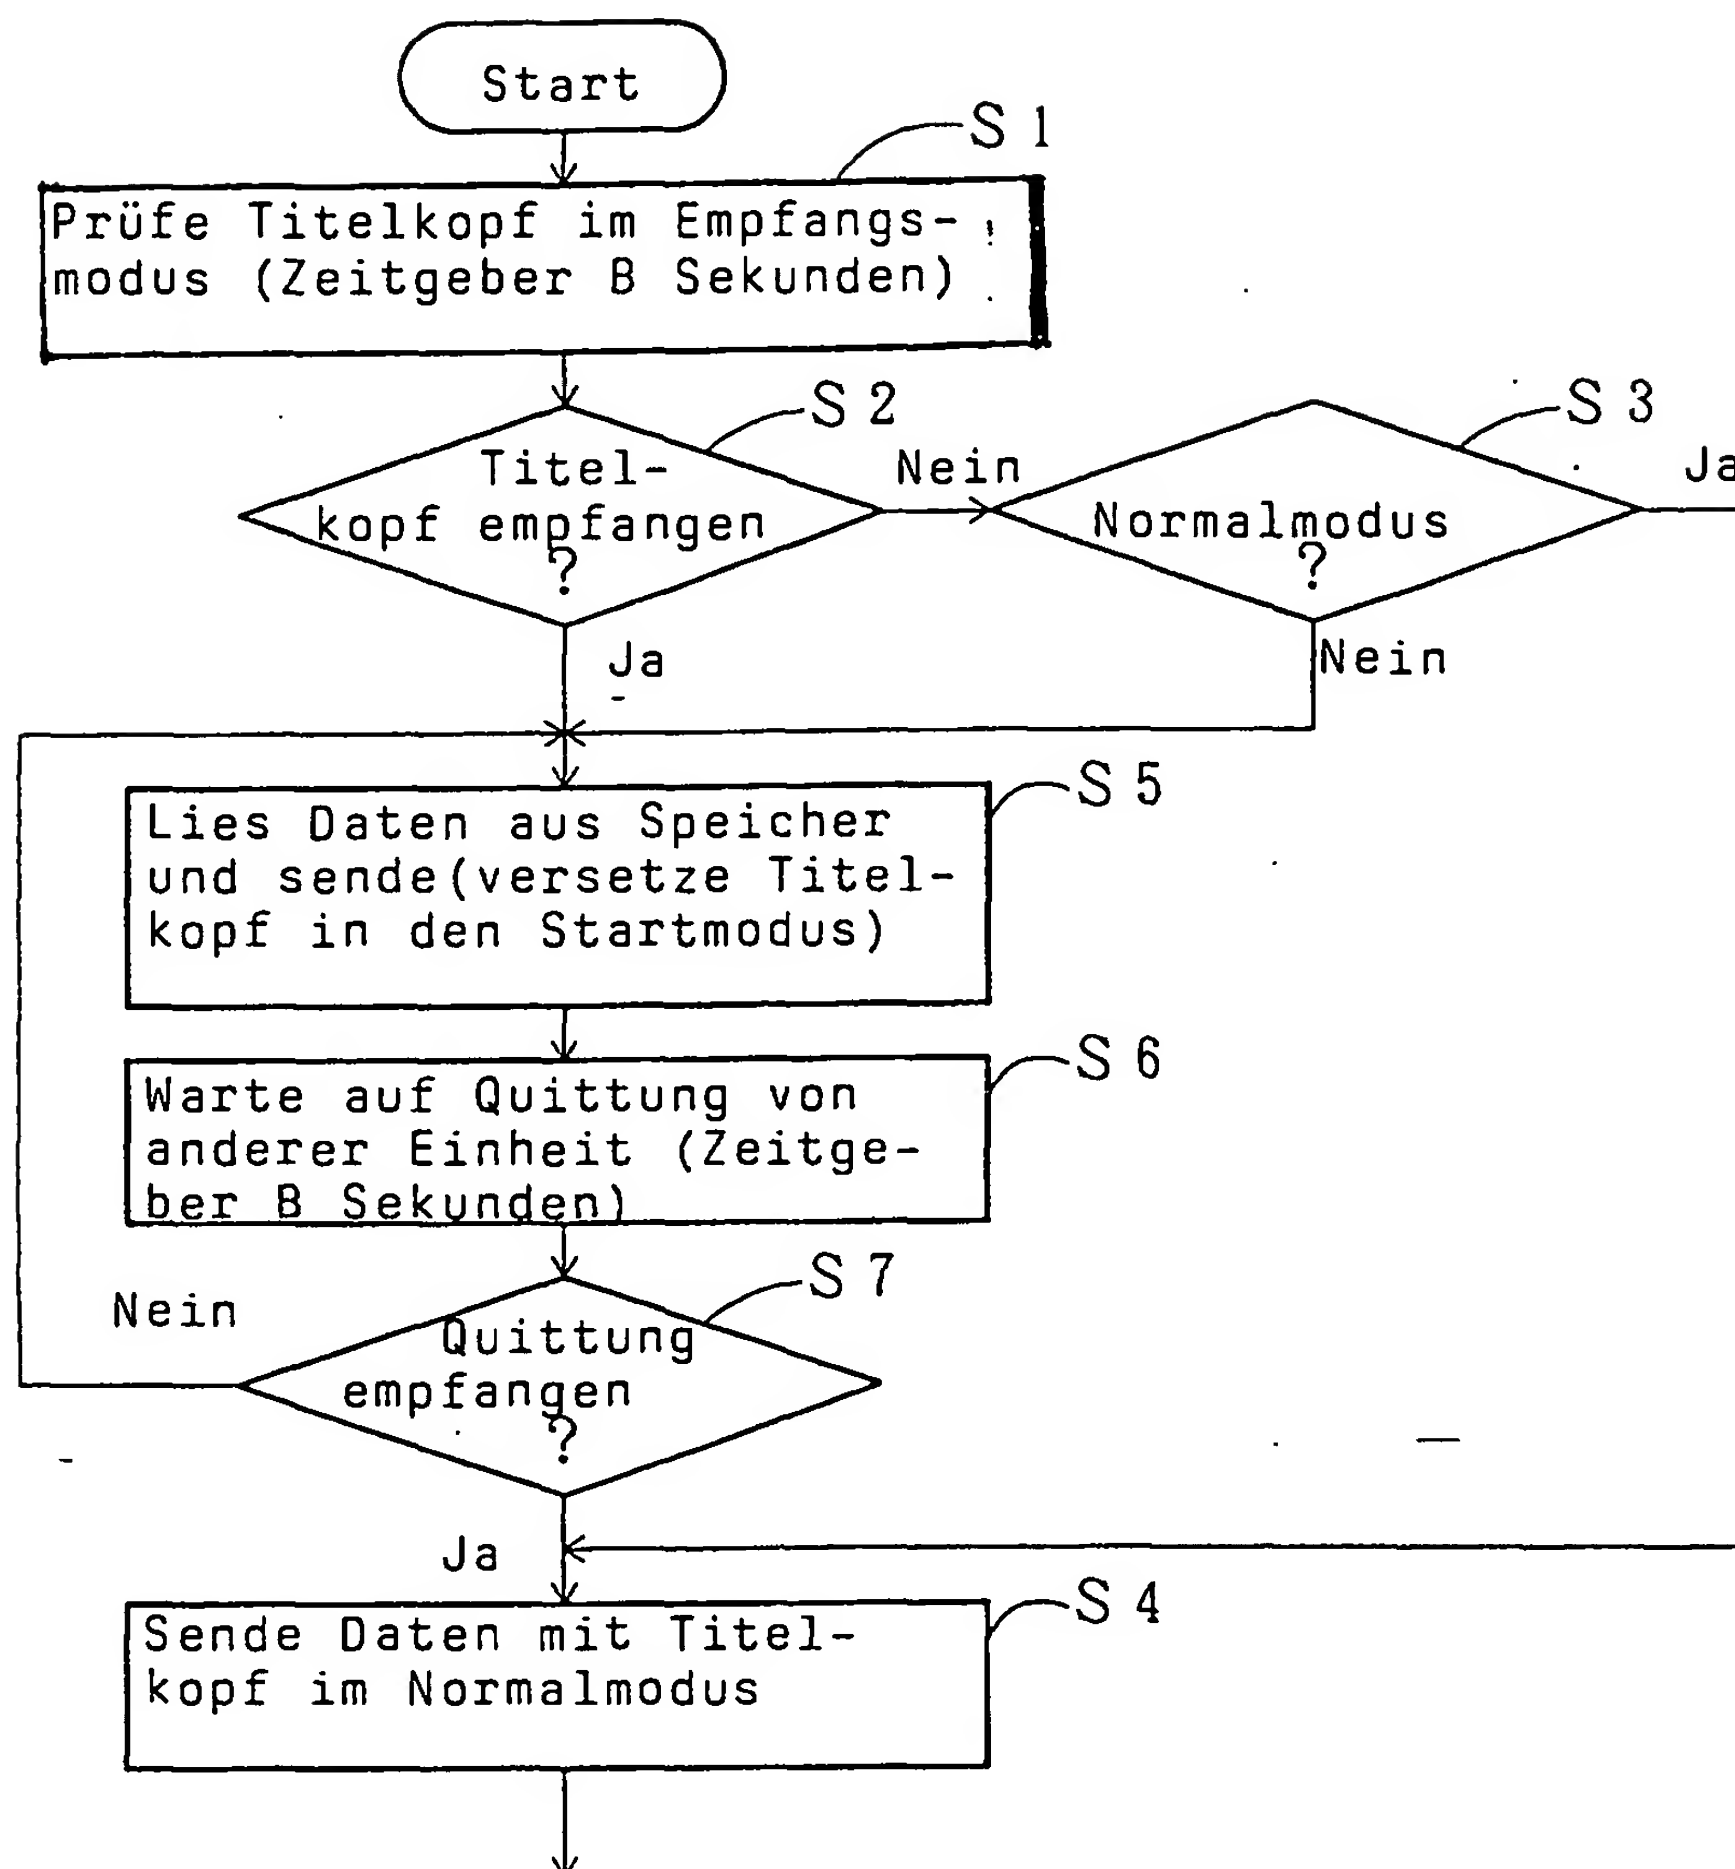 Start
S 1
Prüfe Titelkopf im Empfangs-
modus (Zeitgeber B Sekunden)
S 2
Titel-
kopf empfangen
?
Nein
S 3
Normalmodus
?
Ja
Ja
Nein
S 5
Lies Daten aus Speicher
und sende(versetze Titel-
kopf in den Startmodus)
S 6
Warte auf Quittung von
anderer Einheit (Zeitge-
ber B Sekunden)
S 7
Nein
Quittung
empfangen
?
Ja
S 4
Sende Daten mit Titel-
kopf im Normalmodus